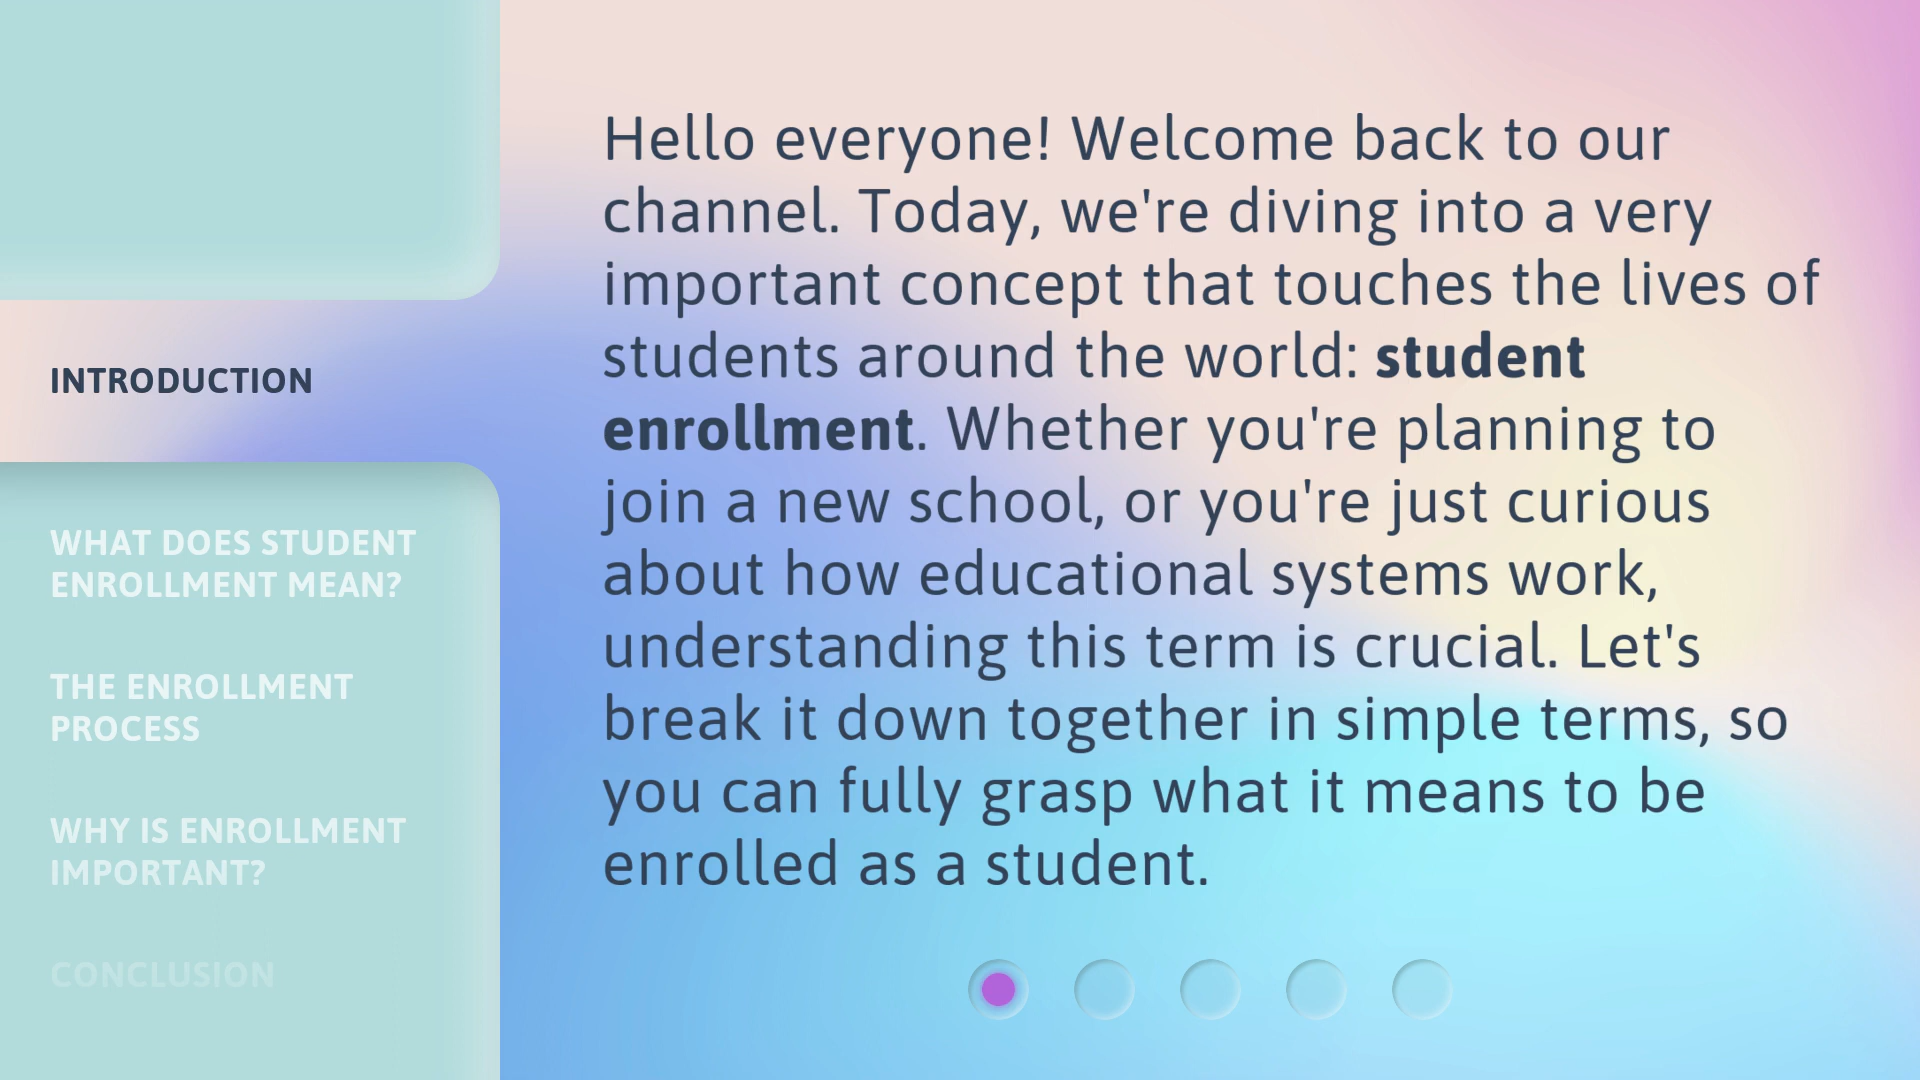 INTRODUCTION
WHAT DOES STUDENT
ENROLLMENT MEAN?
THE ENROLLMENT
PROCESS
WHY IS ENROLLMENT
IMPORTANT?
CONCLUSION
Hello everyone! Welcome back to our
channel. Today, we're diving into a very
important concept that touches the lives of
students around the world: student
enrollment. Whether you're planning to
join a new school, or you're just curious
about how educational systems work,
understanding this term is crucial. Let's
break it down together in simple terms, so
you can fully grasp what it means to be
enrolled as a student.